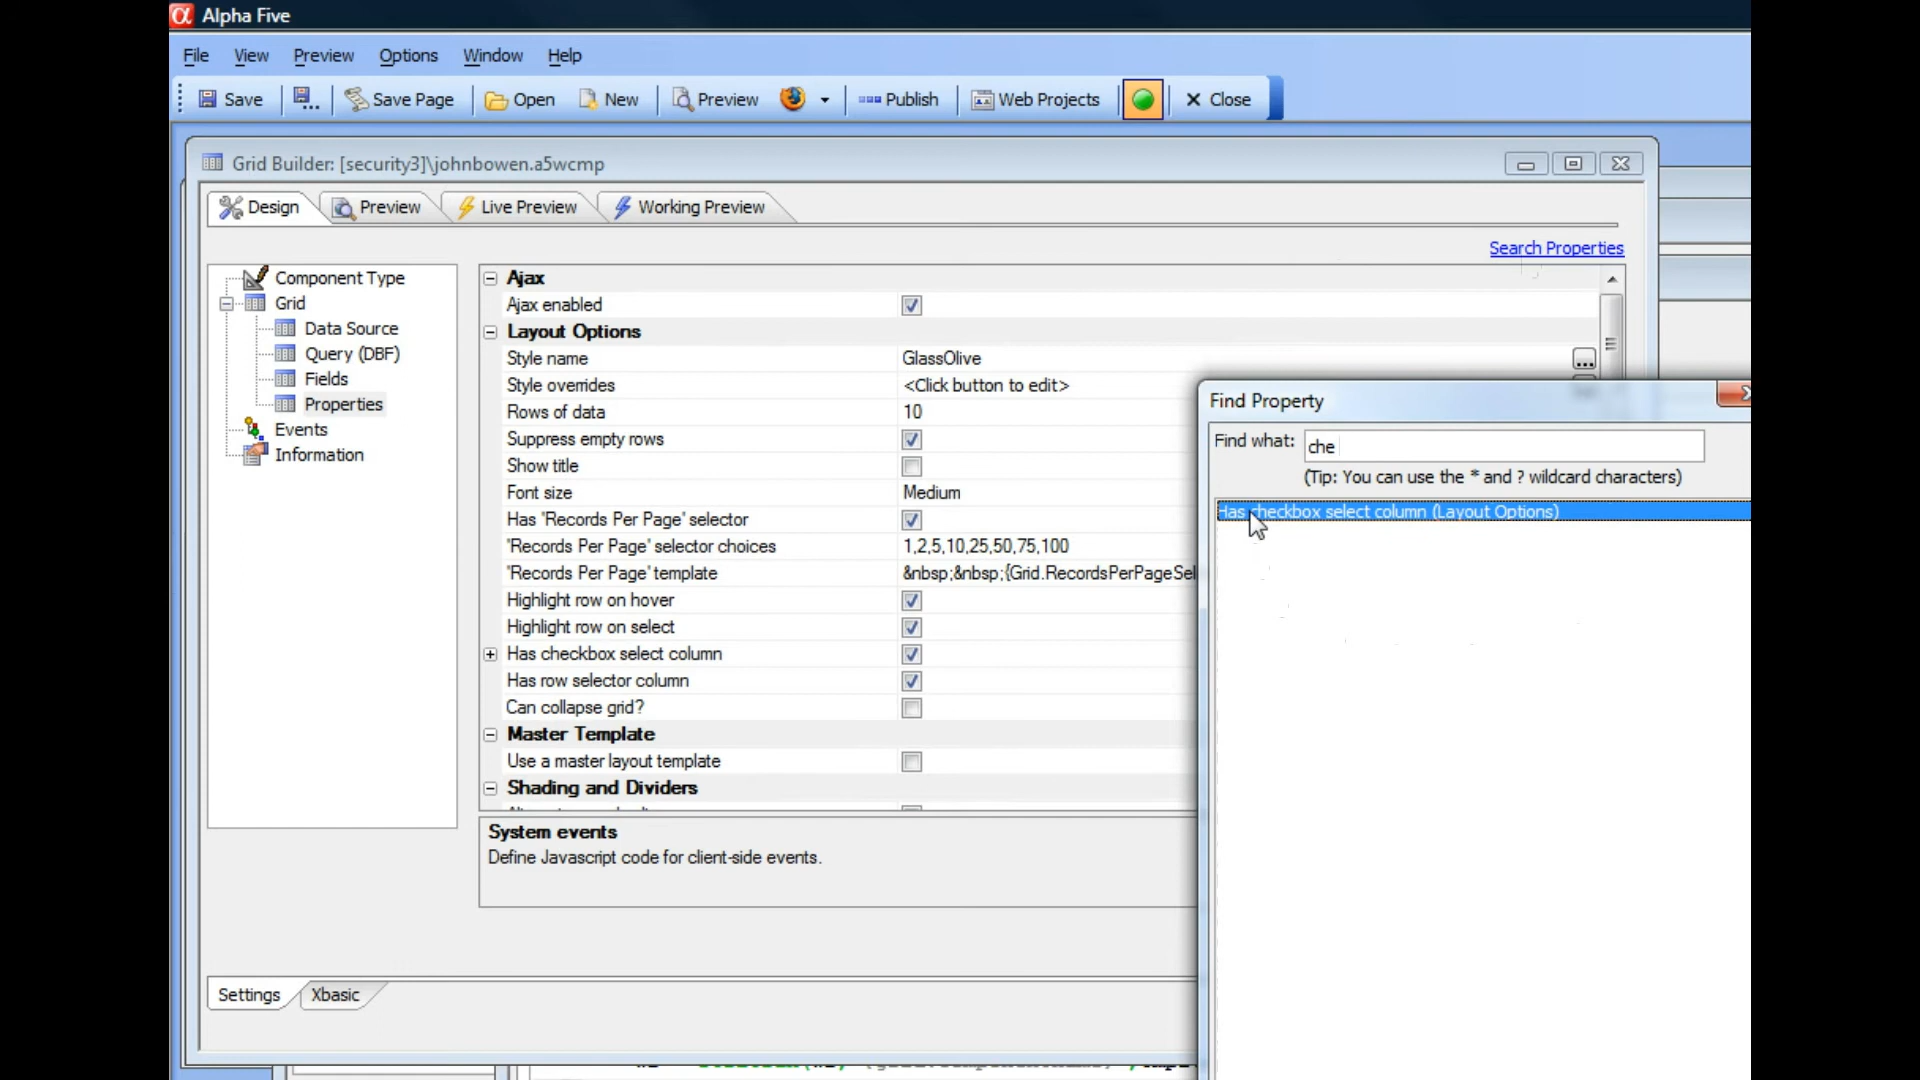 Alpha Five
File View Preview Options Window Help
Save Save Page Open New Preview Publish Web Projects Close
Grid Builder: [security3]\johnbowen.a5wcmp
Design Preview Live Preview Working Preview
Search Properties
Component Type
Grid
Data Source
Query (DBF)
Fields
Properties
Events
Information
Ajax
Ajax enabled
Layout Options
Style name GlassOlive
Style overrides <Click button to edit>
Rows of data 10
Suppress empty rows
Show title
Font size Medium
Has 'Records Per Page' selector
'Records Per Page' selector choices 1,2,5,10,25,50,75,100
'Records Per Page' template &nbsp;&nbsp;{Grid.RecordsPerPageSel
Highlight row on hover
Highlight row on select
Has checkbox select column
Has row selector column
Can collapse grid?
Master Template
Use a master layout template
Shading and Dividers
System events
Define Javascript code for client-side events.
Settings Xbasic
Find Property
Find what: che
(Tip: You can use the * and ? wildcard characters)
Has checkbox select column (Layout Options)